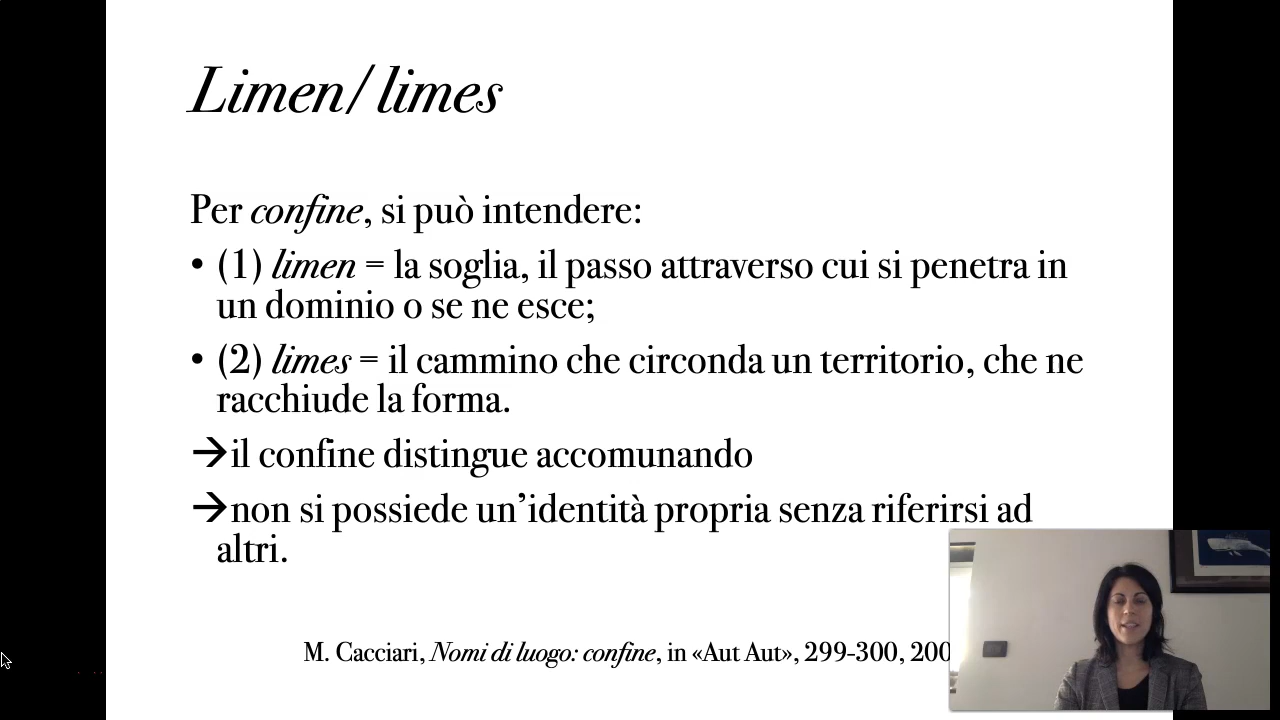 Limen/limes
Per confine, si può intendere:
• (1) limen = la soglia, il passo attraverso cui si penetra in
un dominio o se ne esce;
• (2) limes = il cammino che circonda un territorio, che ne
racchiude la forma.
→il confine distingue accomunando
→non si possiede un’identità propria senza riferirsi ad
altri.
M. Cacciari, Nomi di luogo: confine, in «Aut Aut», 299-300,